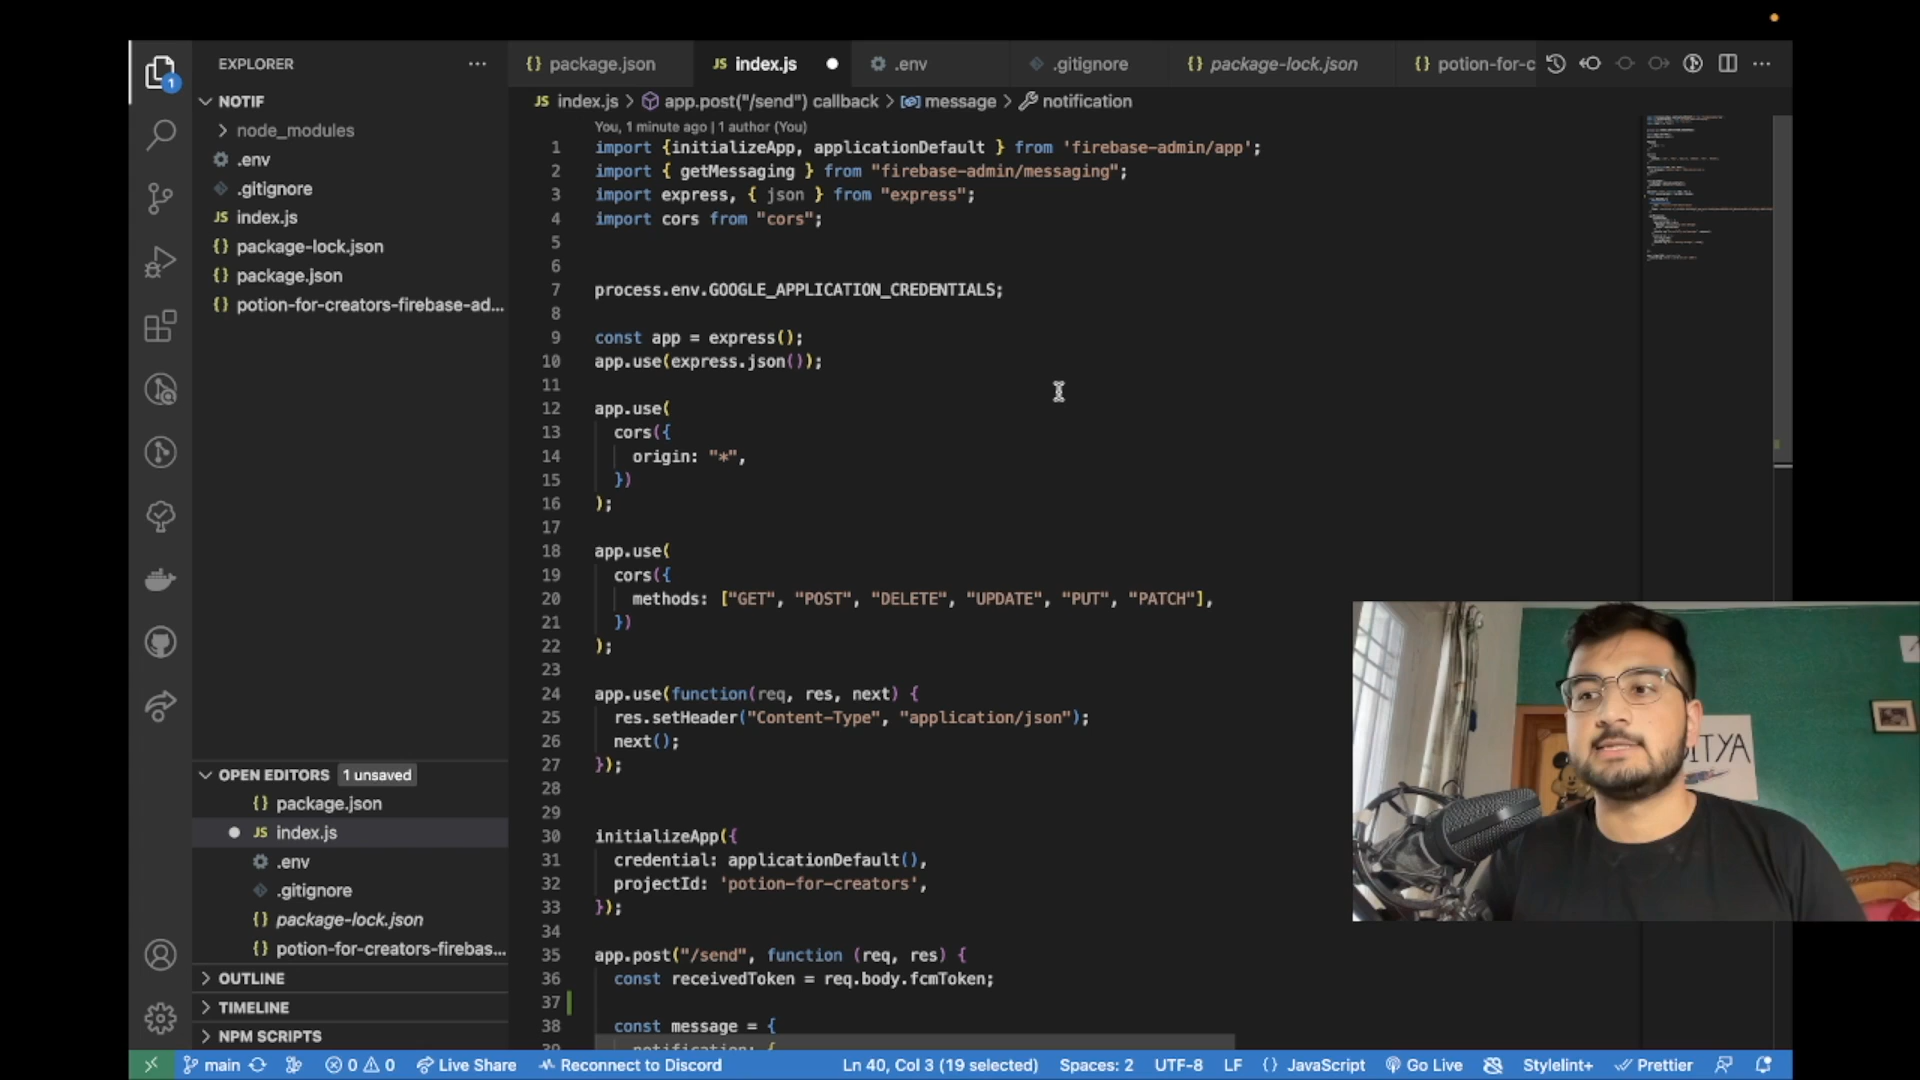 EXPLORER
NOTIF
node_modules
.env
.gitignore
JS index.js
{} package-lock.json
{} package.json
{} potion-for-creators-firebase-ad...
OPEN EDITORS 1 unsaved
{} package.json
JS index.js
.env
.gitignore
{} package-lock.json
{} potion-for-creators-firebas...
OUTLINE
TIMELINE
NPM SCRIPTS
1
{} package.json
JS index.js
.env
.gitignore
{} package-lock.json
{} potion-for-c
JS index.js > app.post("/send") callback > message > notification
You, 1 minute ago | 1 author (You)
1 import {initializeApp, applicationDefault } from 'firebase-admin/app';
2 import { getMessaging } from "firebase-admin/messaging";
3 import express, { json } from "express";
4 import cors from "cors";
5
6
7 process.env.GOOGLE_APPLICATION_CREDENTIALS;
8
9 const app = express();
10 app.use(express.json());
11
12 app.use(
13 cors({
14 origin: "*",
15 })
16 );
17
18 app.use(
19 cors({
20 methods: ["GET", "POST", "DELETE", "UPDATE", "PUT", "PATCH"],
21 })
22 );
23
24 app.use(function(req, res, next) {
25 res.setHeader("Content-Type", "application/json");
26 next();
27 });
28
29
30 initializeApp({
31 credential: applicationDefault(),
32 projectId: 'potion-for-creators',
33 });
34
35 app.post("/send", function (req, res) {
36 const receivedToken = req.body.fcmToken;
37
38 const message = {
39 notification: {
DITYA
main
0 0
Live Share
Reconnect to Discord
Ln 40, Col 3 (19 selected)
Spaces: 2
UTF-8
LF
{} JavaScript
Go Live
Stylelint+
Prettier